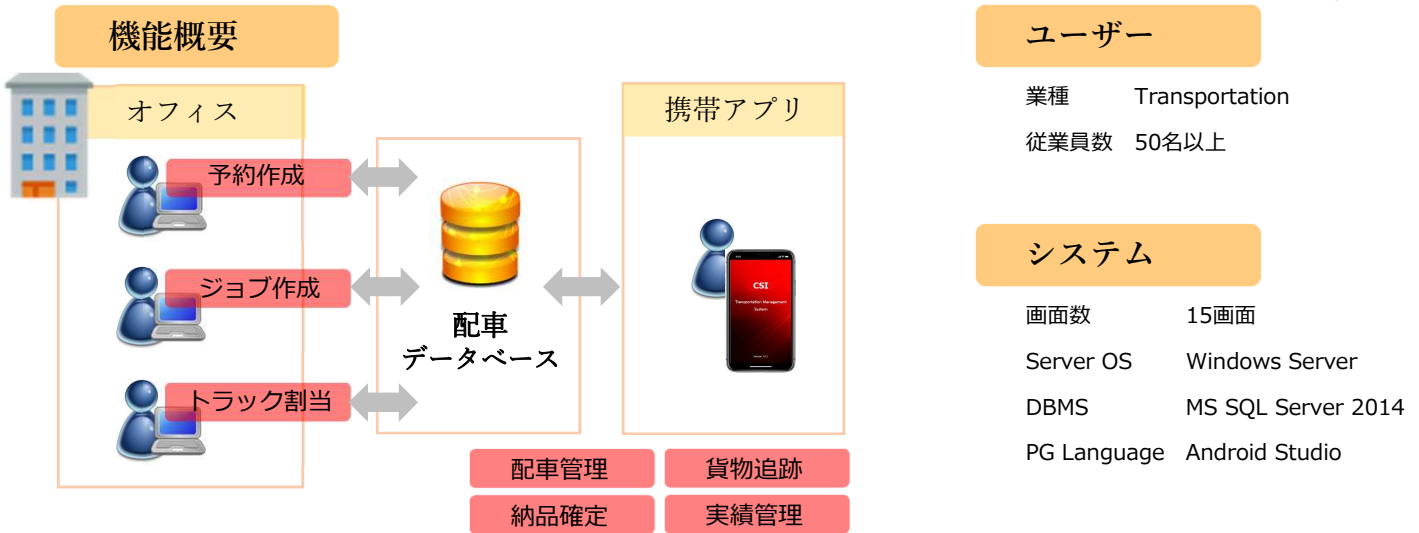 機能概要
オフィス
予約作成
ジョブ作成
トラック割当
配車
データベース
携帯アプリ
CSI
Transportation Management
System
配車管理
貨物追跡
納品確定
実績管理
ユーザー
業種 Transportation
従業員数 50名以上
システム
画面数 15画面
Server OS Windows Server
DBMS MS SQL Server 2014
PG Language Android Studio